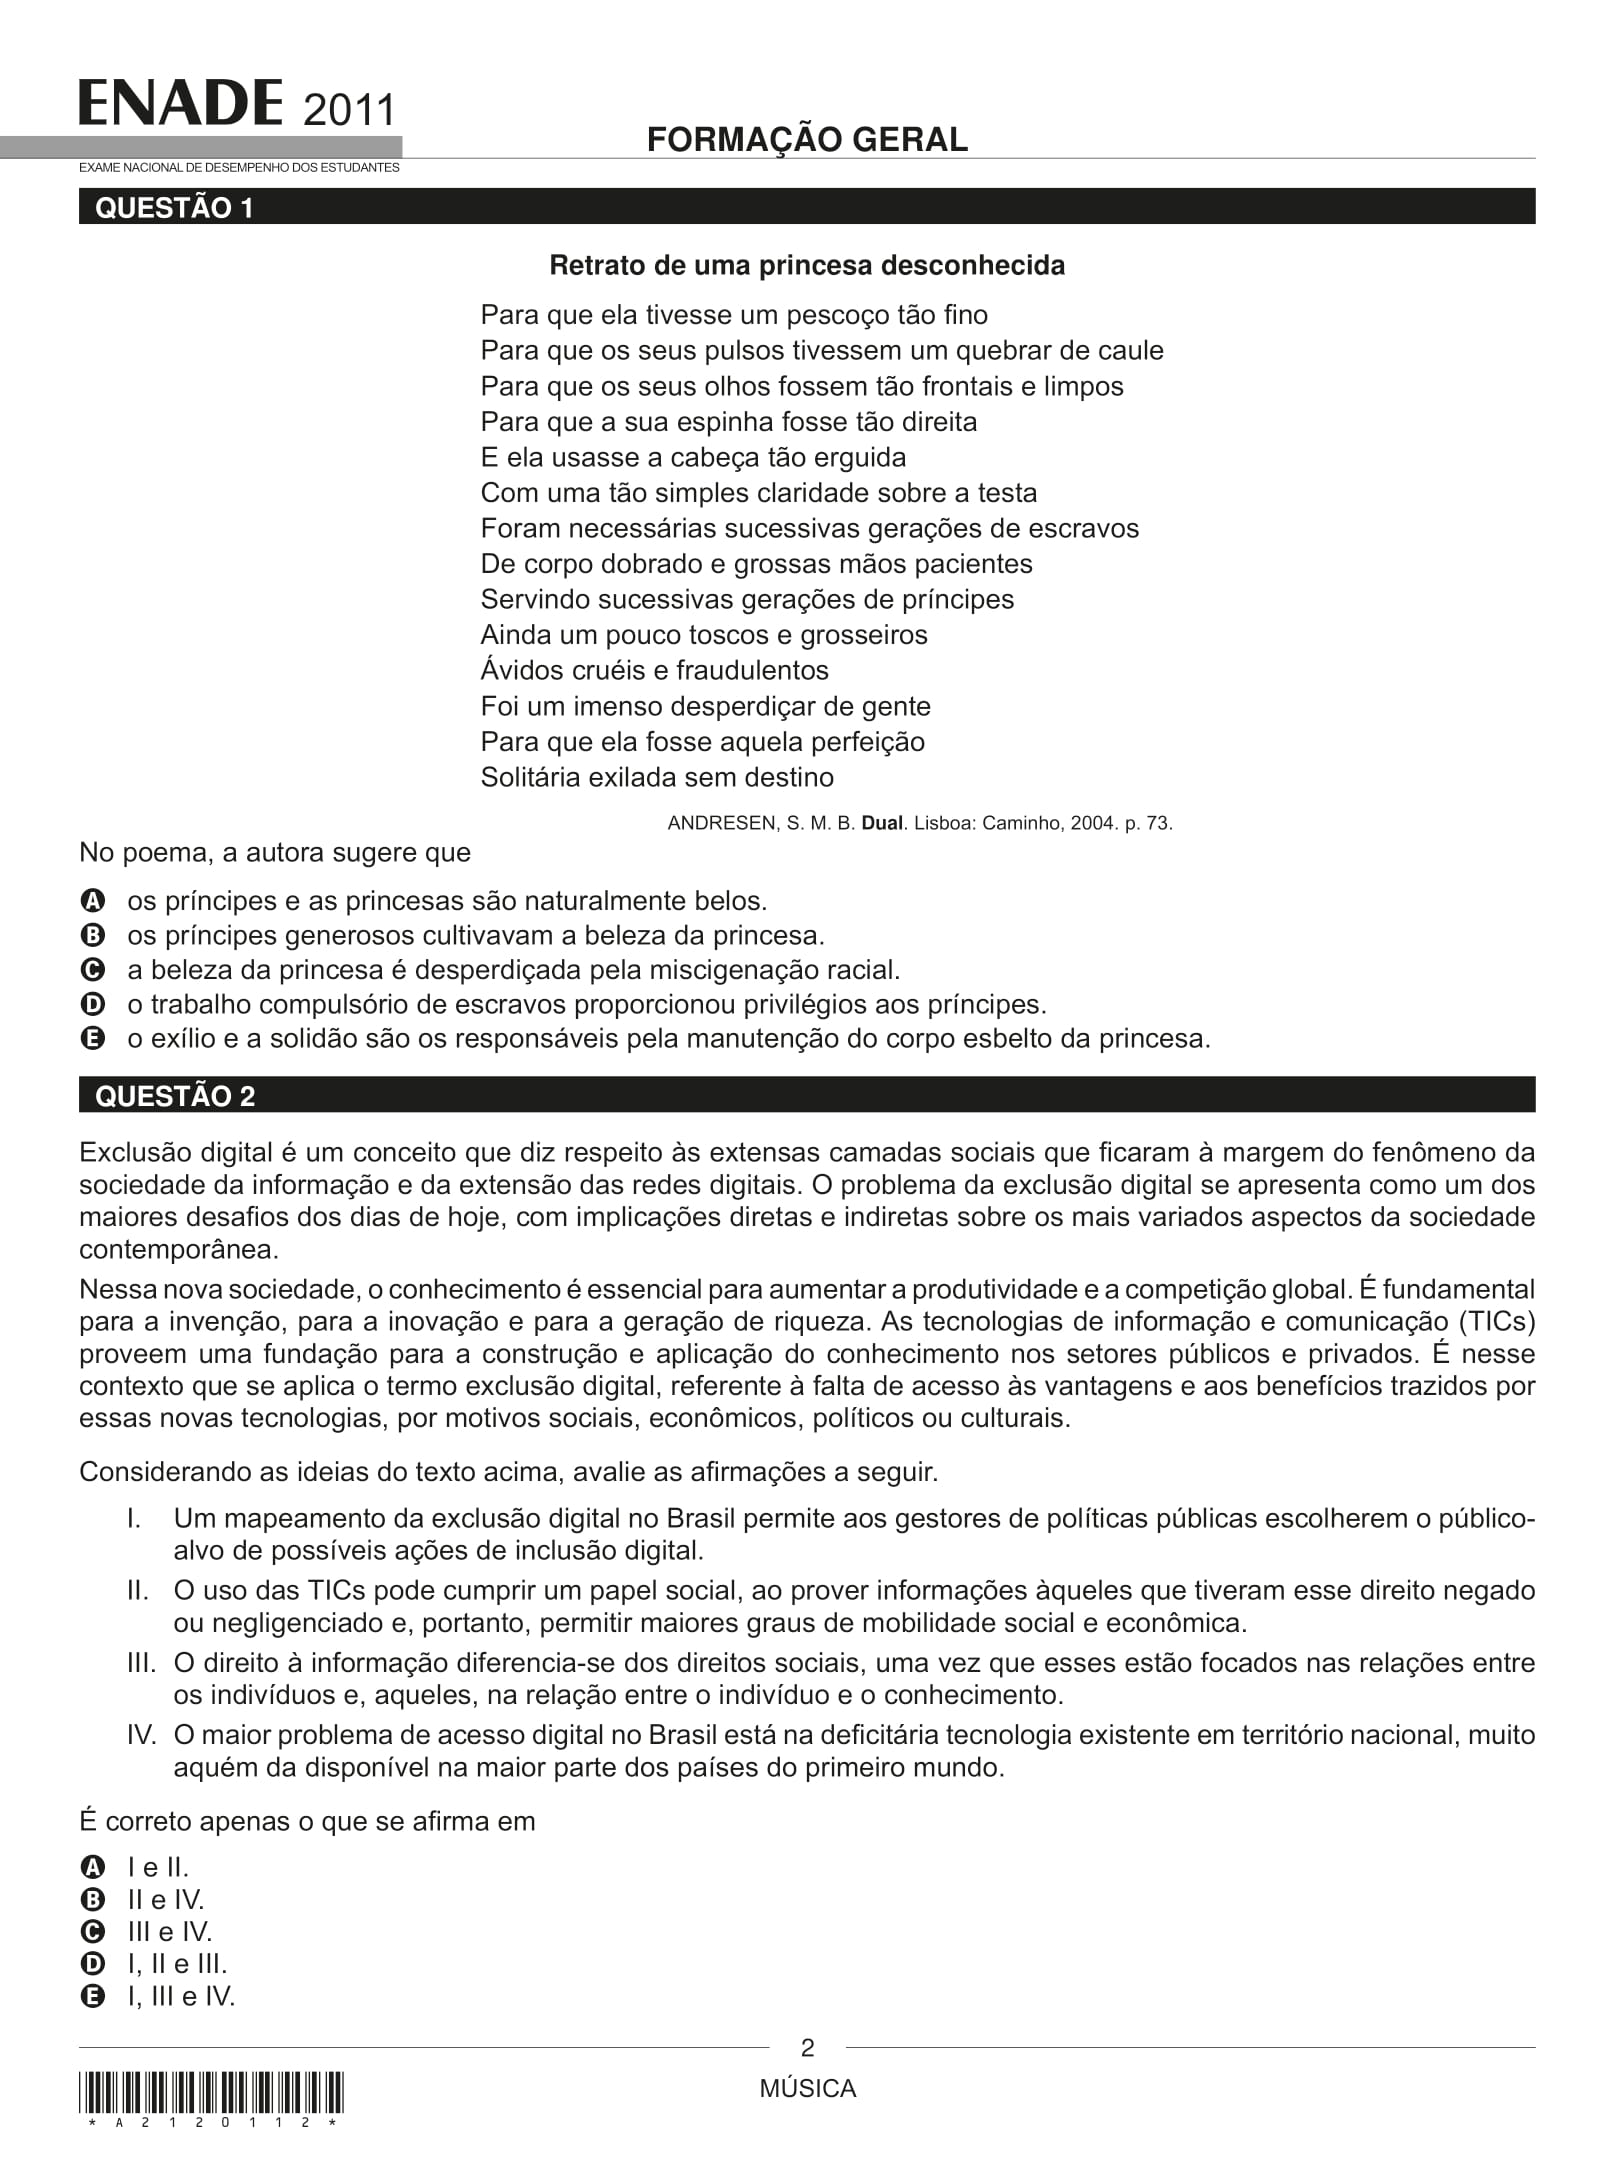 ENADE 2011
FORMAÇÃO GERAL
EXAME NACIONAL DE DESEMPENHO DOS ESTUDANTES
QUESTÃO 1
Retrato de uma princesa desconhecida
Para que ela tivesse um pescoço tão fino
Para que os seus pulsos tivessem um quebrar de caule
Para que os seus olhos fossem tão frontais e limpos
Para que a sua espinha fosse tão direita
E ela usasse a cabeça tão erguida
Com uma tão simples claridade sobre a testa
Foram necessárias sucessivas gerações de escravos
De corpo dobrado e grossas mãos pacientes
Servindo sucessivas gerações de príncipes
Ainda um pouco toscos e grosseiros
Ávidos cruéis e fraudulentos
Foi um imenso desperdiçar de gente
Para que ela fosse aquela perfeição
Solitária exilada sem destino
ANDRESEN, S. M. B. Dual. Lisboa: Caminho, 2004. p. 73.
No poema, a autora sugere que
A os príncipes e as princesas são naturalmente belos.
B os príncipes generosos cultivavam a beleza da princesa.
C a beleza da princesa é desperdiçada pela miscigenação racial.
D o trabalho compulsório de escravos proporcionou privilégios aos príncipes.
E o exílio e a solidão são os responsáveis pela manutenção do corpo esbelto da princesa.
QUESTÃO 2
Exclusão digital é um conceito que diz respeito às extensas camadas sociais que ficaram à margem do fenômeno da
sociedade da informação e da extensão das redes digitais. O problema da exclusão digital se apresenta como um dos
maiores desafios dos dias de hoje, com implicações diretas e indiretas sobre os mais variados aspectos da sociedade
contemporânea.
Nessa nova sociedade, o conhecimento é essencial para aumentar a produtividade e a competição global. É fundamental
para a invenção, para a inovação e para a geração de riqueza. As tecnologias de informação e comunicação (TICs)
proveem uma fundação para a construção e aplicação do conhecimento nos setores públicos e privados. É nesse
contexto que se aplica o termo exclusão digital, referente à falta de acesso às vantagens e aos benefícios trazidos por
essas novas tecnologias, por motivos sociais, econômicos, políticos ou culturais.
Considerando as ideias do texto acima, avalie as afirmações a seguir.
I. Um mapeamento da exclusão digital no Brasil permite aos gestores de políticas públicas escolherem o público-
alvo de possíveis ações de inclusão digital.
II. O uso das TICs pode cumprir um papel social, ao prover informações àqueles que tiveram esse direito negado
ou negligenciado e, portanto, permitir maiores graus de mobilidade social e econômica.
III. O direito à informação diferencia-se dos direitos sociais, uma vez que esses estão focados nas relações entre
os indivíduos e, aqueles, na relação entre o indivíduo e o conhecimento.
IV. O maior problema de acesso digital no Brasil está na deficitária tecnologia existente em território nacional, muito
aquém da disponível na maior parte dos países do primeiro mundo.
É correto apenas o que se afirma em
A I e II.
B II e IV.
C III e IV.
D I, II e III.
E I, III e IV.
2
MÚSICA
* A 2 1 2 0 1 1 2 *